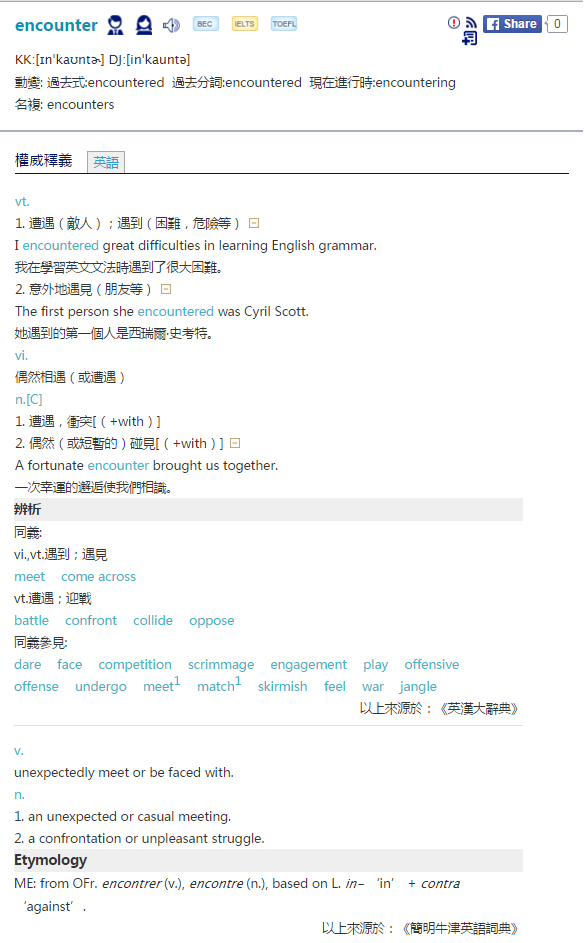 encounter BEC IELTS TOEFL Share 0
KK:[ɪnˋkaʊntɚ] DJ:[inˋkauntə]
動變: 過去式:encountered 過去分詞:encountered 現在進行時:encountering
名複: encounters
權威釋義 英語
vt.
1. 遭遇（敵人）；遇到（困難，危險等）
I encountered great difficulties in learning English grammar.
我在學習英文文法時遇到了很大困難。
2. 意外地遇見（朋友等）
The first person she encountered was Cyril Scott.
她遇到的第一個人是西瑞爾·史考特。
vi.
偶然相遇（或遭遇）
n.[C]
1. 遭遇，衝突[（+with）]
2. 偶然（或短暫的）碰見[（+with）]
A fortunate encounter brought us together.
一次幸運的邂逅使我們相識。
辨析
同義:
vi.,vt.遇到；遇見
meet come across
vt.遭遇；迎戰
battle confront collide oppose
同義參見:
dare face competition scrimmage engagement play offensive
offense undergo meet1 match1 skirmish feel war jangle
以上來源於：《英漢大辭典》
v.
unexpectedly meet or be faced with.
n.
1. an unexpected or casual meeting.
2. a confrontation or unpleasant struggle.
Etymology
ME: from OFr. encontrer (v.), encontre (n.), based on L. in– ‘in’ + contra
‘against’.
以上來源於：《簡明牛津英語詞典》